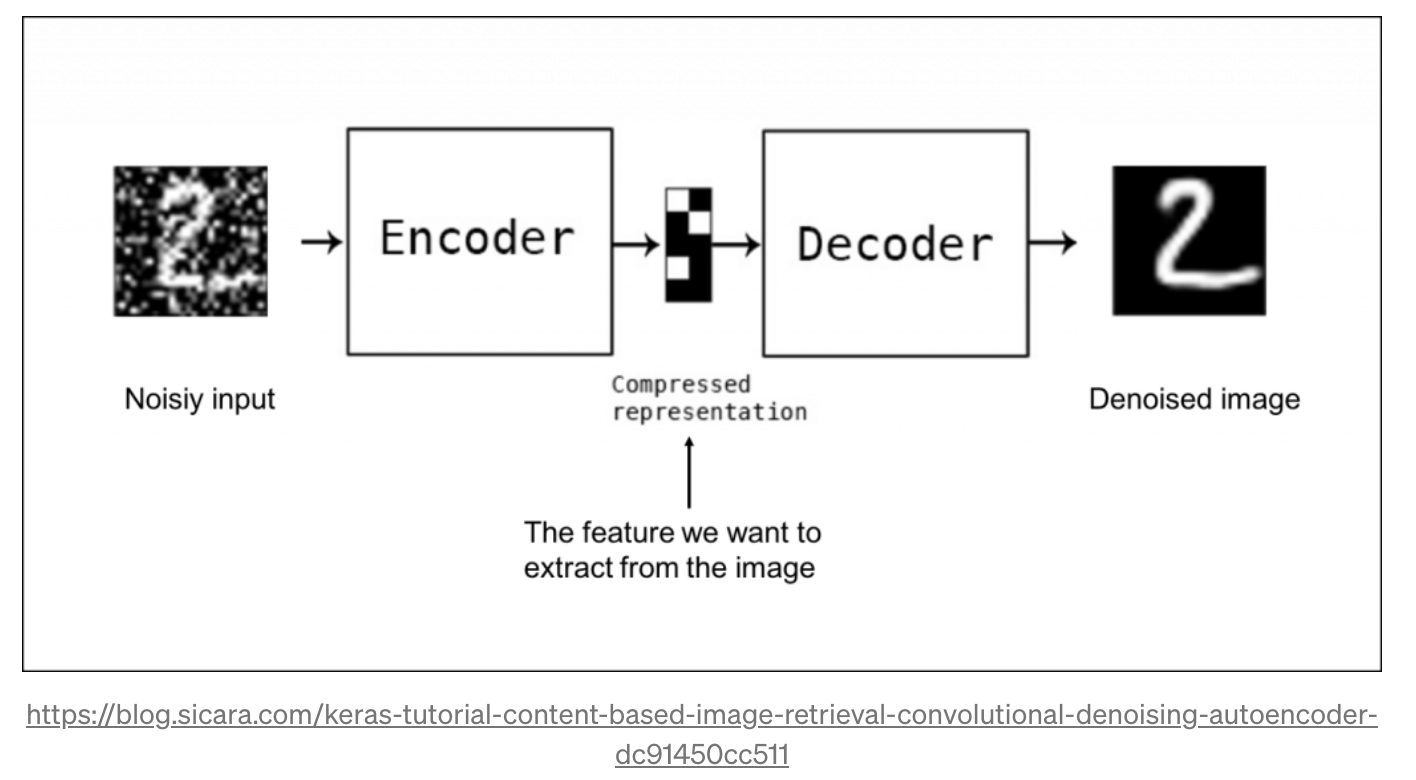 Encoder
Decoder
Noisiy input
Compressed
representation
Denoised image
The feature we want to
extract from the image
https://blog.sicara.com/keras-tutorial-content-based-image-retrieval-convolutional-denoising-autoencoder-
dc91450cc511